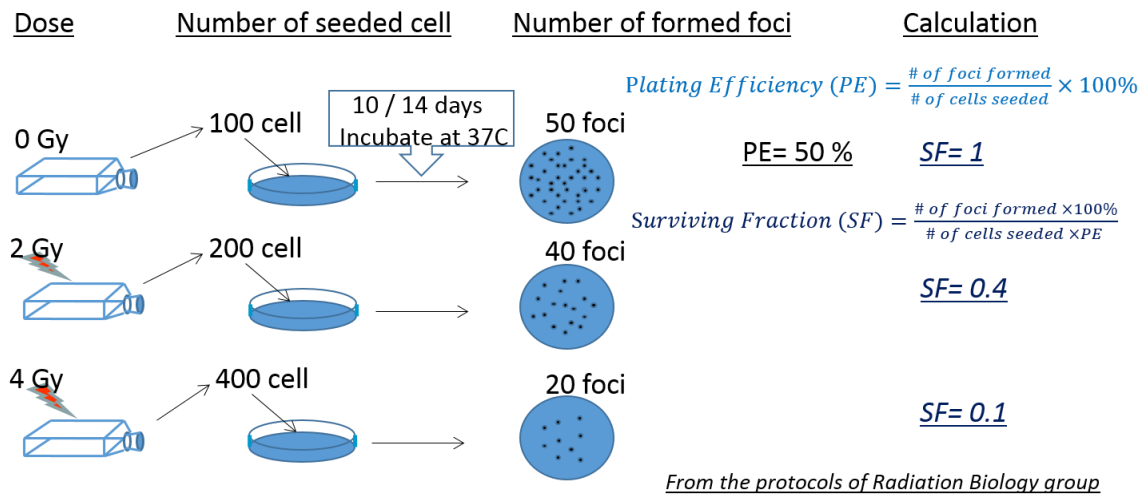 Dose Number of seeded cell Number of formed foci Calculation
Plating Efficiency (PE) = # of foci formed / # of cells seeded × 100%
10 / 14 days
Incubate at 37C
0 Gy 100 cell 50 foci
PE= 50 % SF= 1
Surviving Fraction (SF) = # of foci formed ×100% / # of cells seeded ×PE
2 Gy 200 cell 40 foci
SF= 0.4
4 Gy 400 cell 20 foci
SF= 0.1
From the protocols of Radiation Biology group